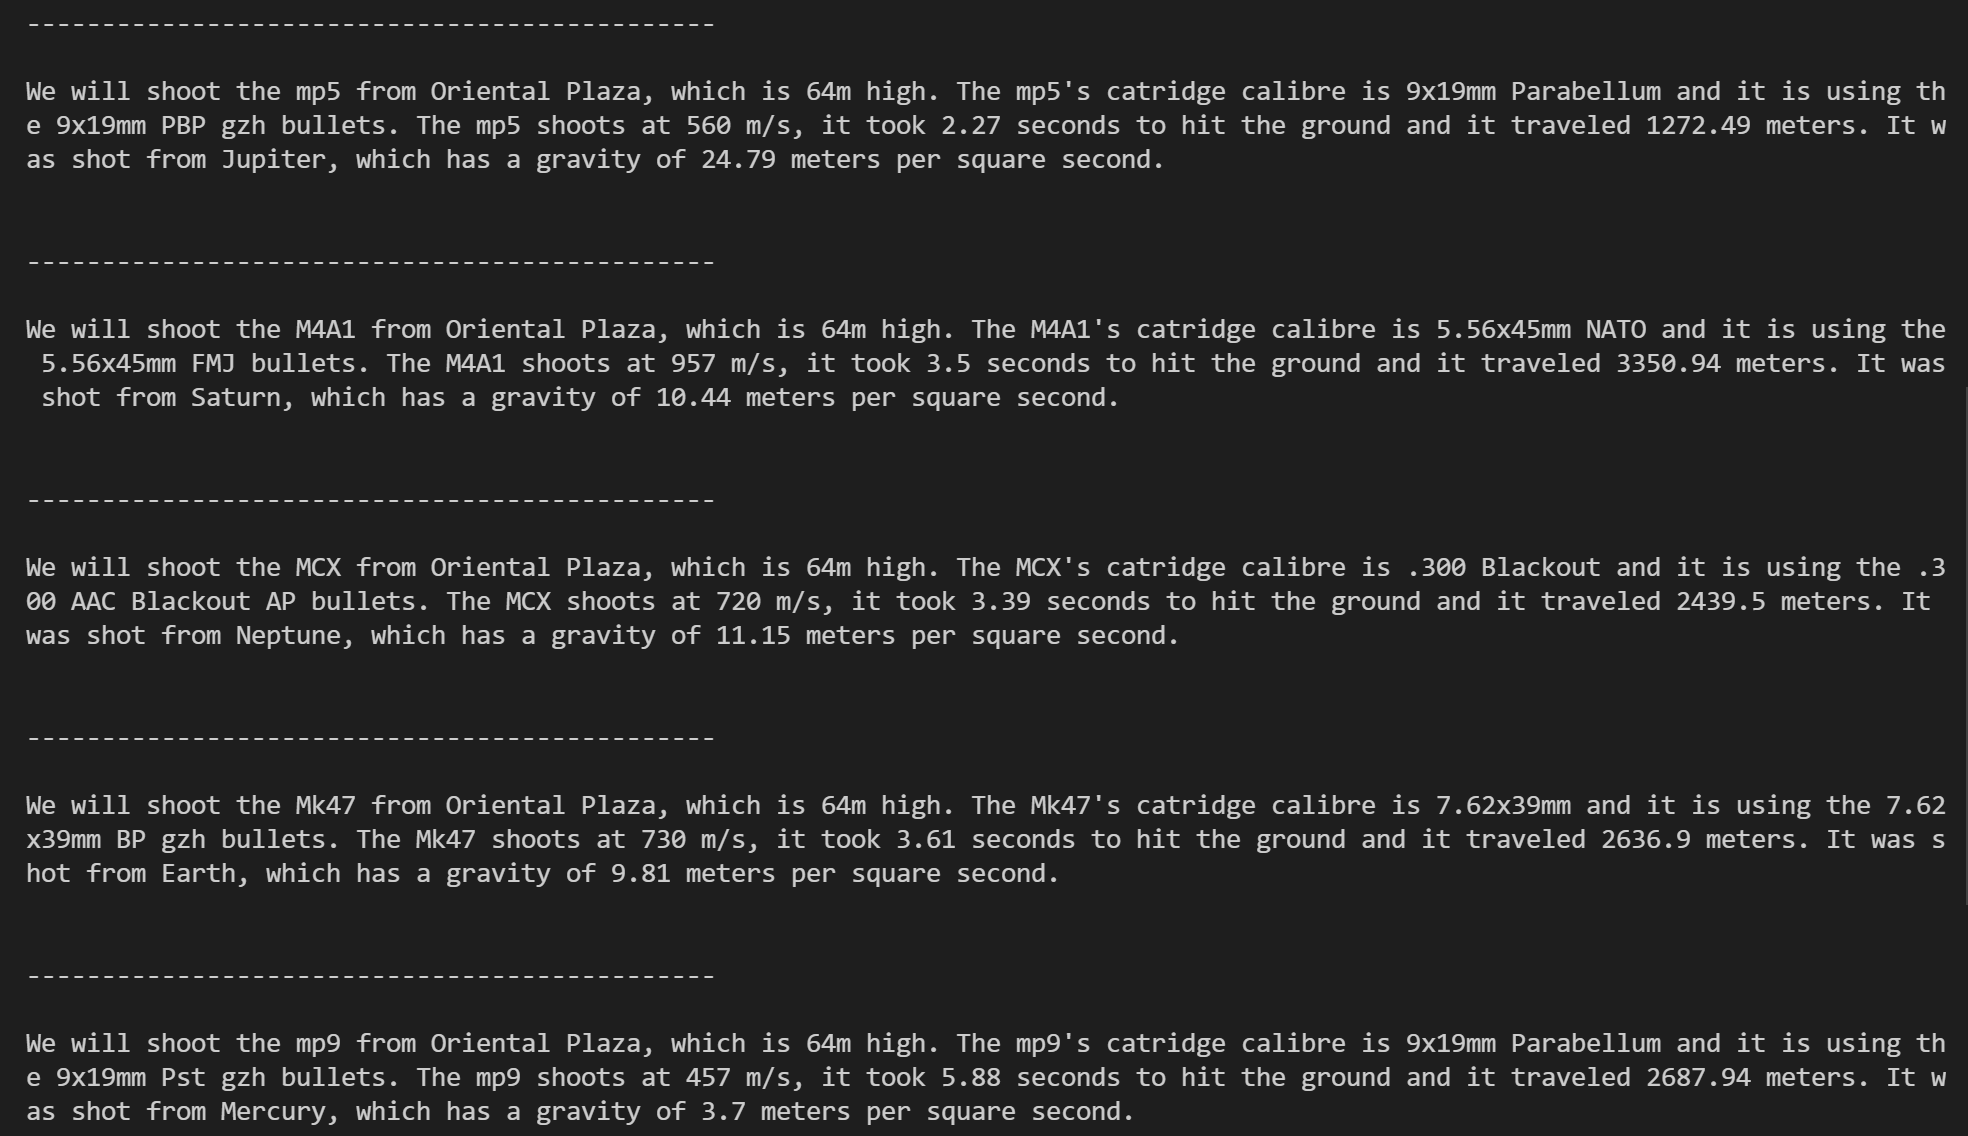 ----------------------------------------------
We will shoot the mp5 from Oriental Plaza, which is 64m high. The mp5's catridge calibre is 9x19mm Parabellum and it is using th
e 9x19mm PBP gzh bullets. The mp5 shoots at 560 m/s, it took 2.27 seconds to hit the ground and it traveled 1272.49 meters. It w
as shot from Jupiter, which has a gravity of 24.79 meters per square second.
----------------------------------------------
We will shoot the M4A1 from Oriental Plaza, which is 64m high. The M4A1's catridge calibre is 5.56x45mm NATO and it is using the
 5.56x45mm FMJ bullets. The M4A1 shoots at 957 m/s, it took 3.5 seconds to hit the ground and it traveled 3350.94 meters. It was
 shot from Saturn, which has a gravity of 10.44 meters per square second.
----------------------------------------------
We will shoot the MCX from Oriental Plaza, which is 64m high. The MCX's catridge calibre is .300 Blackout and it is using the .3
00 AAC Blackout AP bullets. The MCX shoots at 720 m/s, it took 3.39 seconds to hit the ground and it traveled 2439.5 meters. It
was shot from Neptune, which has a gravity of 11.15 meters per square second.
----------------------------------------------
We will shoot the Mk47 from Oriental Plaza, which is 64m high. The Mk47's catridge calibre is 7.62x39mm and it is using the 7.62
x39mm BP gzh bullets. The Mk47 shoots at 730 m/s, it took 3.61 seconds to hit the ground and it traveled 2636.9 meters. It was s
hot from Earth, which has a gravity of 9.81 meters per square second.
----------------------------------------------
We will shoot the mp9 from Oriental Plaza, which is 64m high. The mp9's catridge calibre is 9x19mm Parabellum and it is using th
e 9x19mm Pst gzh bullets. The mp9 shoots at 457 m/s, it took 5.88 seconds to hit the ground and it traveled 2687.94 meters. It w
as shot from Mercury, which has a gravity of 3.7 meters per square second.